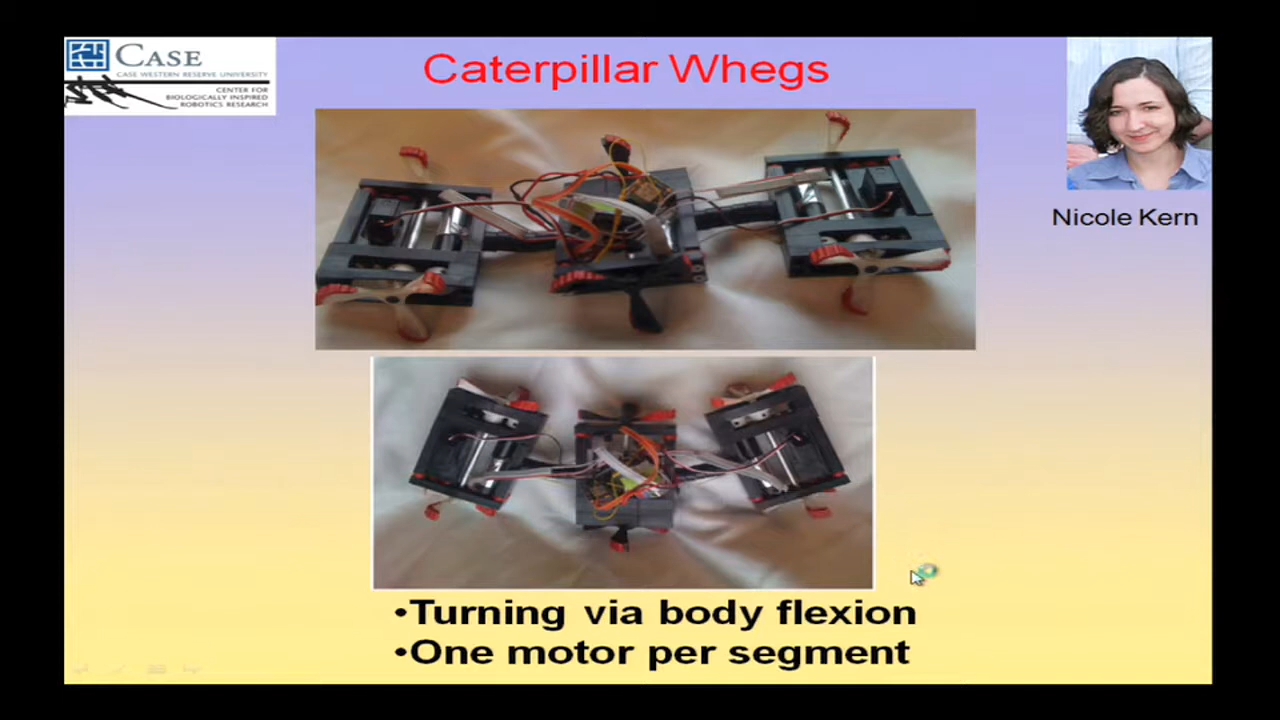 CASE
CASE WESTERN RESERVE UNIVERSITY
CENTER FOR
BIOLOGICALLY INSPIRED
ROBOTICS RESEARCH
Caterpillar Whegs
Nicole Kern
•Turning via body flexion
•One motor per segment